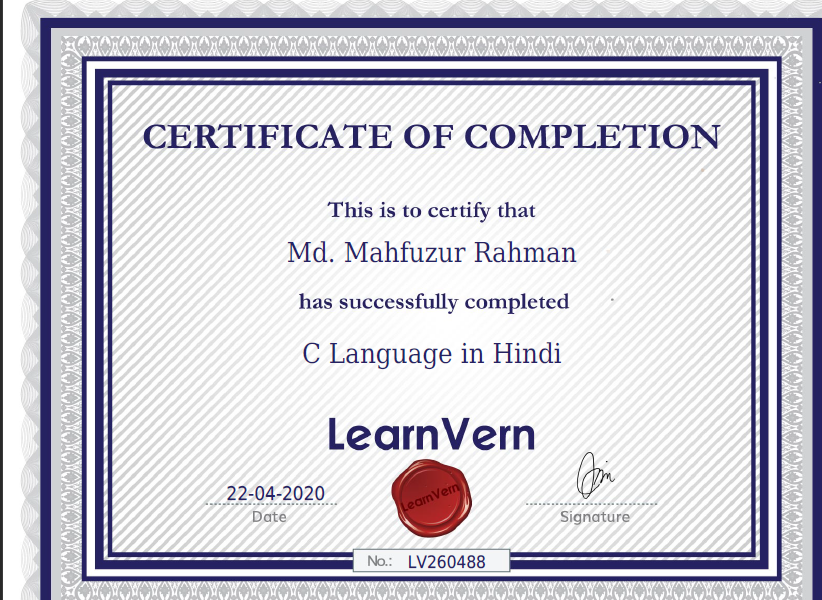 CERTIFICATE OF COMPLETION
This is to certify that
Md. Mahfuzur Rahman
has successfully completed
C Language in Hindi
LearnVern
22-04-2020
Date
LearnVern
Signature
No.: LV260488